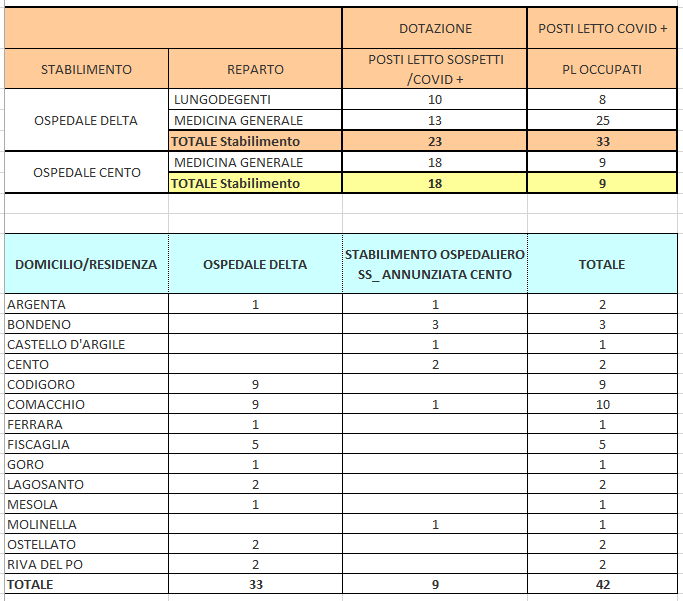 DOTAZIONE POSTI LETTO COVID +
STABILIMENTO REPARTO POSTI LETTO SOSPETTI /COVID + PL OCCUPATI
OSPEDALE DELTA LUNGODEGENTI 10 8
MEDICINA GENERALE 13 25
TOTALE Stabilimento 23 33
OSPEDALE CENTO MEDICINA GENERALE 18 9
TOTALE Stabilimento 18 9
DOMICILIO/RESIDENZA OSPEDALE DELTA STABILIMENTO OSPEDALIERO SS_ ANNUNZIATA CENTO TOTALE
ARGENTA 1 1 2
BONDENO 3 3
CASTELLO D'ARGILE 1 1
CENTO 2 2
CODIGORO 9 9
COMACCHIO 9 1 10
FERRARA 1 1
FISCAGLIA 5 5
GORO 1 1
LAGOSANTO 2 2
MESOLA 1 1
MOLINELLA 1 1
OSTELLATO 2 2
RIVA DEL PO 2 2
TOTALE 33 9 42